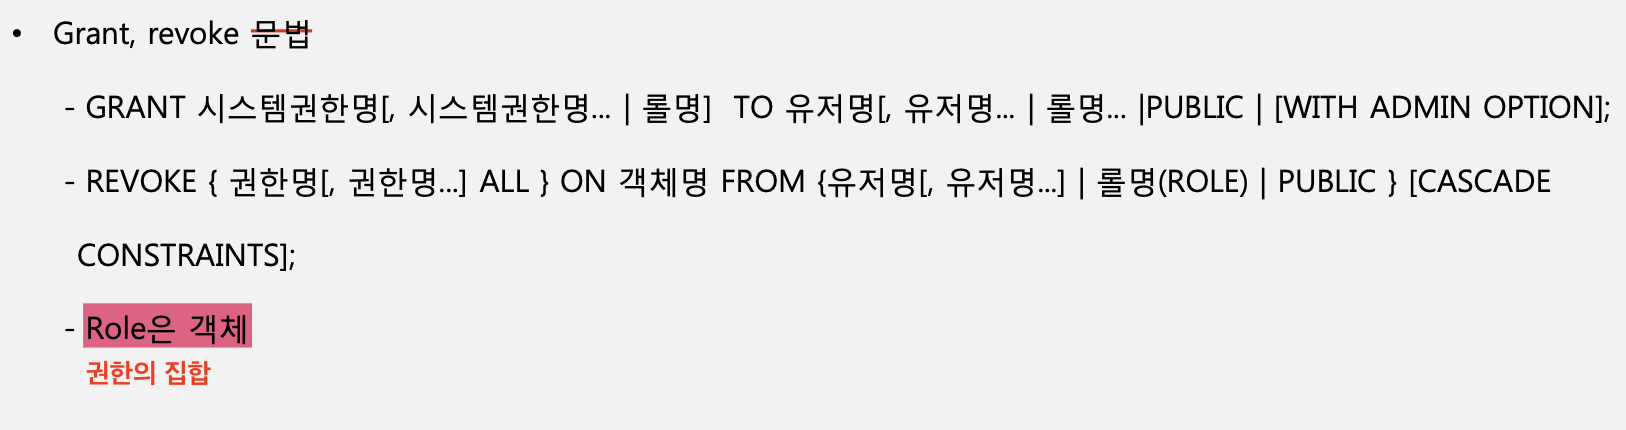 • Grant, revoke 문법
- GRANT 시스템권한명[, 시스템권한명... | 롤명] TO 유저명[, 유저명... | 롤명... |PUBLIC | [WITH ADMIN OPTION];
- REVOKE { 권한명[, 권한명...] ALL } ON 객체명 FROM {유저명[, 유저명...] | 롤명(ROLE) | PUBLIC } [CASCADE
CONSTRAINTS];
- Role은 객체
권한의 집합